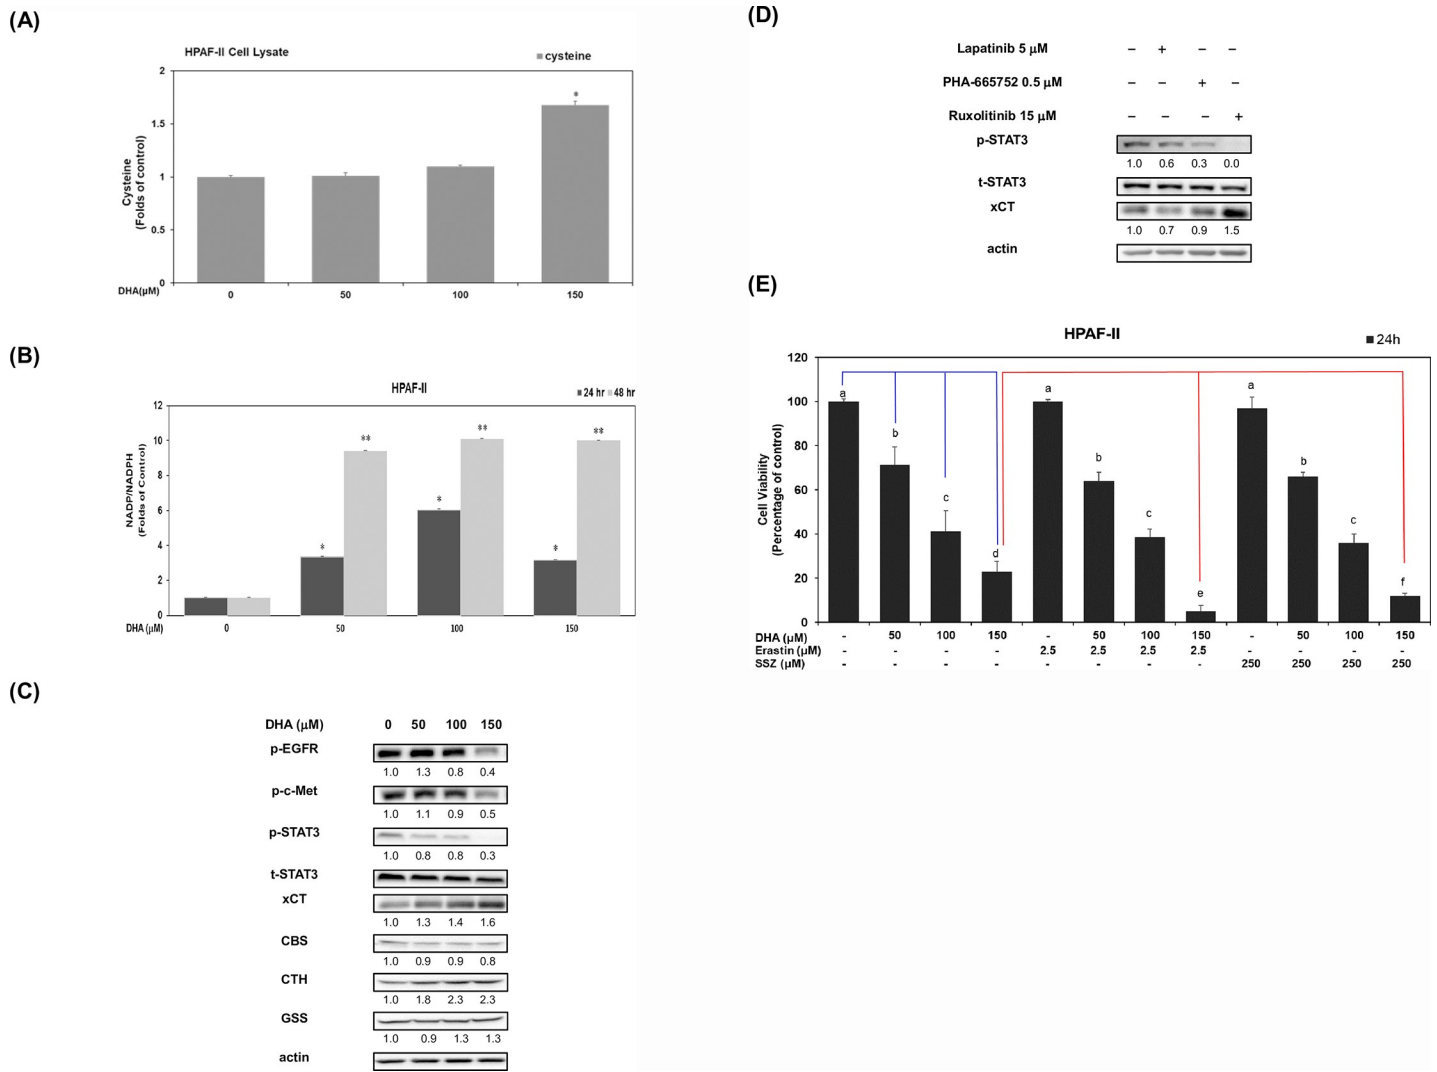 (A)
HPAF-II Cell Lysate
cysteine
Cysteine
(Folds of control)
2
1.5
1
0.5
0
*
DHA(μM)
0 50 100 150
(B)
HPAF-II
24 hr 48 hr
NADP/NADPH
(Folds of Control)
12
10
8
6
4
2
0
* ** * ** * **
DHA (μM) 0 50 100 150
(C)
DHA (μM) 0 50 100 150
p-EGFR
1.0 1.3 0.8 0.4
p-c-Met
1.0 1.1 0.9 0.5
p-STAT3
1.0 0.8 0.8 0.3
t-STAT3
xCT
1.0 1.3 1.4 1.6
CBS
1.0 0.9 0.9 0.8
CTH
1.0 1.8 2.3 2.3
GSS
1.0 0.9 1.3 1.3
actin
(D)
Lapatinib 5 μM - + - -
PHA-665752 0.5 μM - - + -
Ruxolitinib 15 μM - - - +
p-STAT3
1.0 0.6 0.3 0.0
t-STAT3
xCT
1.0 0.7 0.9 1.5
actin
(E)
HPAF-II
24h
Cell Viability
(Percentage of control)
120
100
80
60
40
20
0
a b c d a b c e a b c f
DHA (μM) - 50 100 150 - 50 100 150 - 50 100 150
Erastin (μM) - - - - 2.5 2.5 2.5 2.5 - - - -
SSZ (μM) - - - - - - - - 250 250 250 250